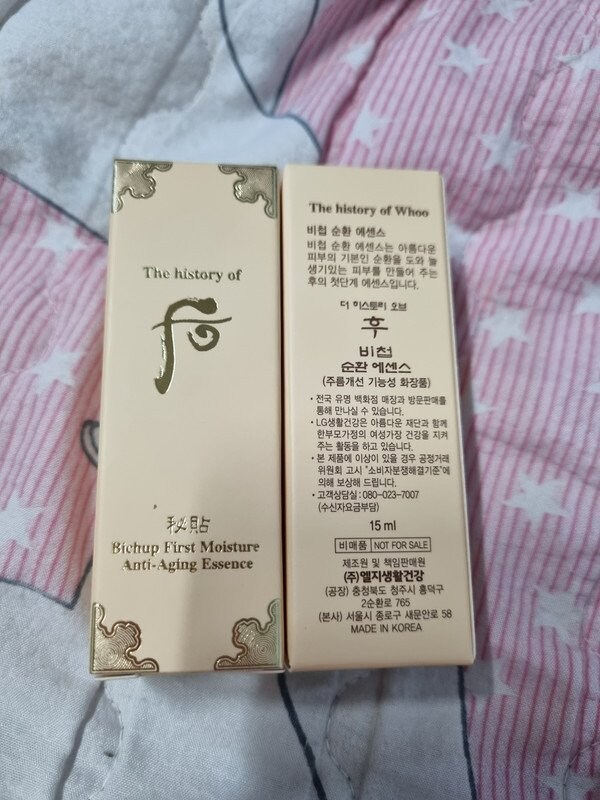 The history of
후
秘貼
Bichup First Moisture
Anti-Aging Essence
The history of Whoo
비첩 순환 에센스
비첩 순환 에센스는 아름다운
피부의 기본인 순환을 도와 늘
생기있는 피부를 만들어 주는
후의 첫단계 에센스입니다.
더 히스토리 오브
후
비첩
순환 에센스
(주름개선 기능성 화장품)
• 전국 유명 백화점 매장과 방문판매를
통해 만나실 수 있습니다.
• LG생활건강은 아름다운 재단과 함께
한부모가정의 여성가장 건강을 지켜
주는 활동을 하고 있습니다.
• 본 제품에 이상이 있을 경우 공정거래
위원회 고시 "소비자분쟁해결기준"에
의해 보상해 드립니다.
• 고객상담실 : 080-023-7007
(수신자요금부담)
15 ml
비매품 NOT FOR SALE
제조원 및 책임판매원
(주)엘지생활건강
(공장) 충청북도 청주시 흥덕구
2순환로 765
(본사) 서울시 종로구 새문안로 58
MADE IN KOREA